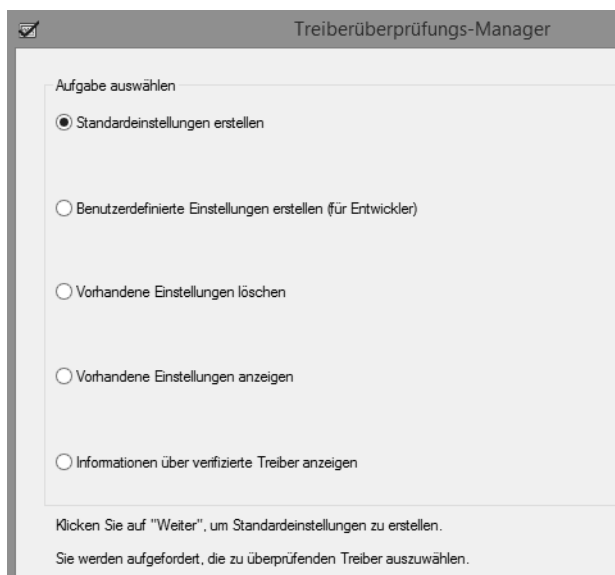 Treiberüberprüfungs-Manager
Aufgabe auswählen
Standardeinstellungen erstellen
Benutzerdefinierte Einstellungen erstellen (für Entwickler)
Vorhandene Einstellungen löschen
Vorhandene Einstellungen anzeigen
Informationen über verifizierte Treiber anzeigen
Klicken Sie auf "Weiter", um Standardeinstellungen zu erstellen.
Sie werden aufgefordert, die zu überprüfenden Treiber auszuwählen.